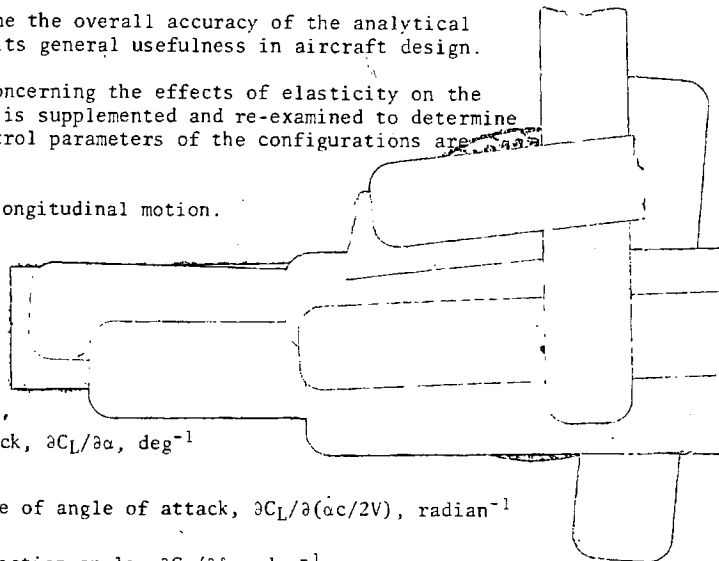 the overall accuracy of the analytical
its general usefulness in aircraft design.
oncerning the effects of elasticity on the
is supplemented and re-examined to determine
trol parameters of the configurations are
ongitudinal motion.
ck, ∂C_L/∂α, deg⁻¹
e of angle of attack, ∂C_L/∂(α̇c/2V), radian⁻¹